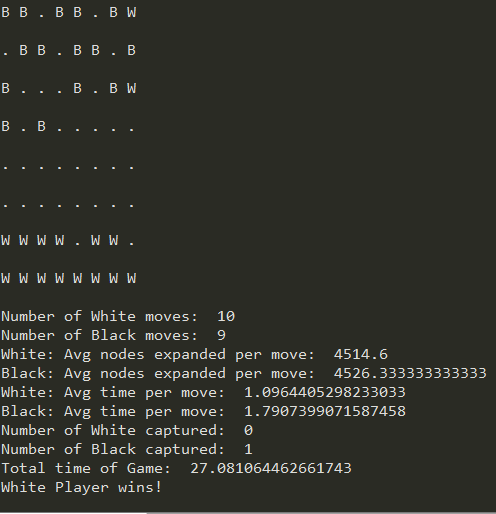 B B . B B . B W
. B B . B B . B
B . . . B . B W
B . B . . . . .
. . . . . . . .
. . . . . . . .
W W W W . W W .
W W W W W W W W
Number of White moves:  10
Number of Black moves:  9
White: Avg nodes expanded per move:  4514.6
Black: Avg nodes expanded per move:  4526.333333333333
White: Avg time per move:  1.0964405298233033
Black: Avg time per move:  1.7907399071587458
Number of White captured:  0
Number of Black captured:  1
Total time of Game:  27.081064462661743
White Player wins!